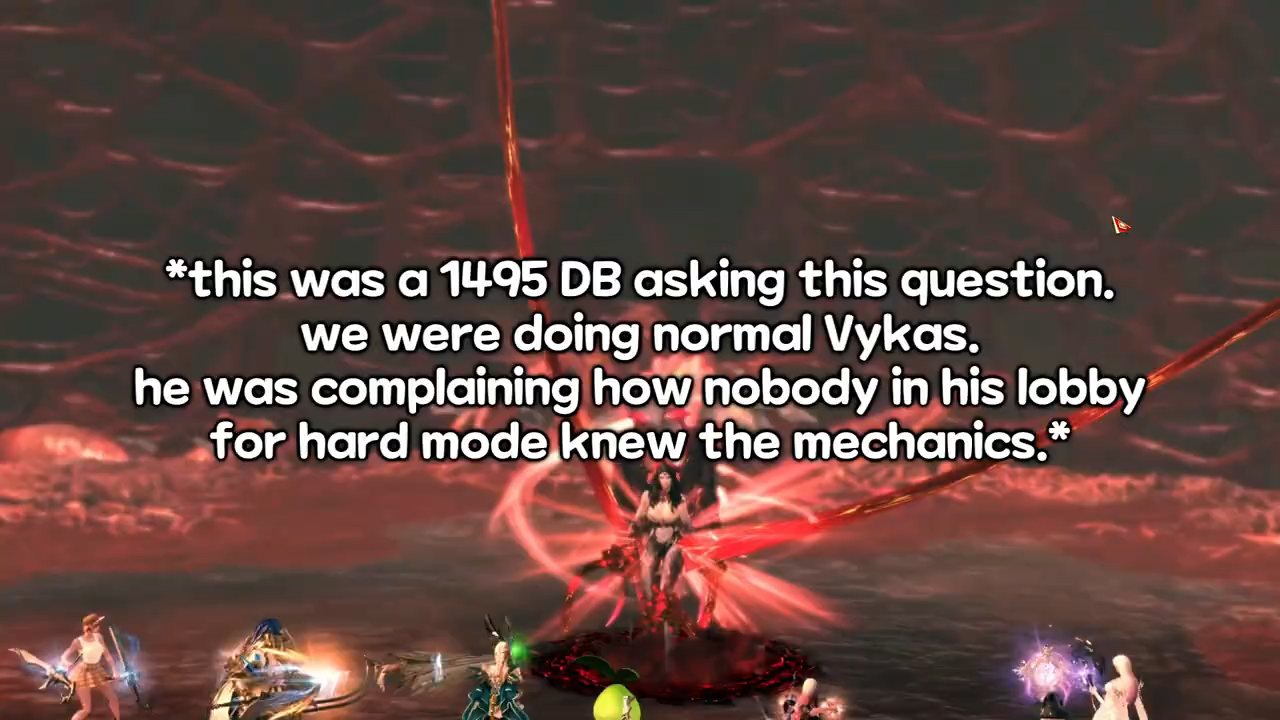 *this was a 1495 DB asking this question.
we were doing normal Vykas.
he was complaining how nobody in his lobby
for hard mode knew the mechanics.*